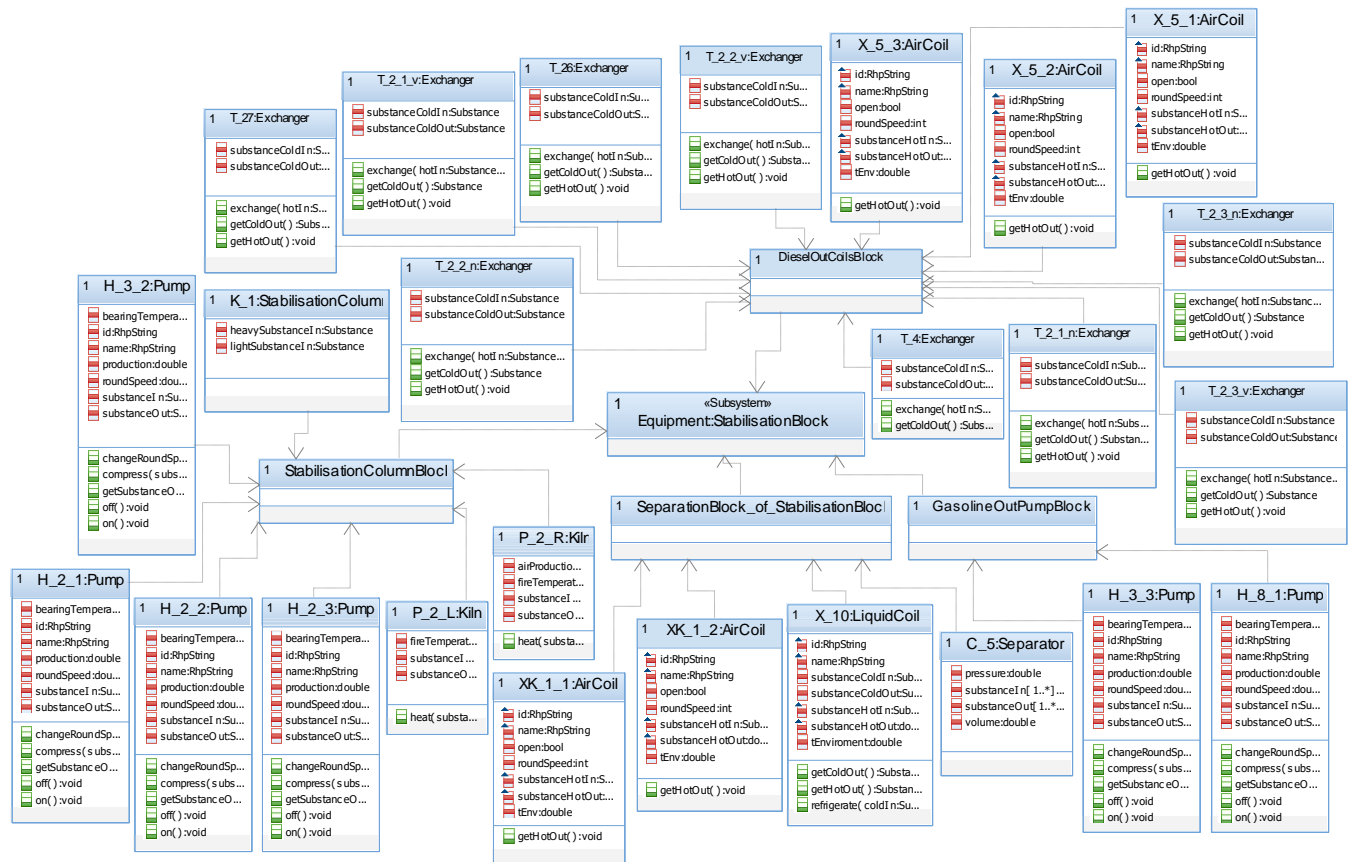 1
X_5_1:AirCoil
id:RhpString
name:RhpString
open:bool
roundSpeed:int
substanceHotIn:S...
substanceHotOut:...
tEnv:double
getHotOut( ):void
1
X_5_3:AirCoil
id:RhpString
name:RhpString
open:bool
roundSpeed:int
substanceHotIn:...
substanceHotOut:...
tEnv:double
getHotOut( ):void
1
T_2_2_v:Exchanger
substanceColdIn:Su...
substanceColdOut:S...
exchange( hotIn:Sub...
getColdOut( ):Substa...
getHotOut( ):void
1
T_26:Exchanger
substanceColdIn:Su...
substanceColdOut:S...
exchange( hotIn:Sub...
getColdOut( ):Substa...
getHotOut( ):void
1
X_5_2:AirCoil
id:RhpString
name:RhpString
open:bool
roundSpeed:int
substanceHotIn:S...
substanceHotOut:...
tEnv:double
getHotOut( ):void
1
T_2_1_v:Exchanger
substanceColdIn:Substance
substanceColdOut:Substance
exchange( hotIn:Substance...
getColdOut( ):Substance
getHotOut( ):void
1
T_27:Exchanger
substanceColdIn:S...
substanceColdOut:...
exchange( hotIn:S...
getColdOut( ):Subs...
getHotOut( ):void
1
T_2_3_n:Exchanger
substanceColdIn:Substance
substanceColdOut:Substan...
exchange( hotIn:Substanc...
getColdOut( ):Substance
getHotOut( ):void
1
DieselOutCoilsBlock
1
T_2_2_n:Exchanger
substanceColdIn:Substance
substanceColdOut:Substance
exchange( hotIn:Substance...
getColdOut( ):Substance
getHotOut( ):void
1
H_3_2:Pump
bearingTempera...
id:RhpString
name:RhpString
production:double
roundSpeed:dou...
substanceIn:Su...
substanceOut:S...
changeRoundSp...
compress( subs...
getSubstanceO...
off( ):void
on( ):void
1
K_1:StabilisationColumn
heavySubstanceIn:Substance
lightSubstanceIn:Substance
1
T_4:Exchanger
substanceColdIn:S...
substanceColdOut:...
exchange( hotIn:S...
getColdOut( ):Subs...
1
T_2_1_n:Exchanger
substanceColdIn:Sub...
substanceColdOut:Su...
exchange( hotIn:Subs...
getColdOut( ):Substan...
getHotOut( ):void
1
T_2_3_v:Exchanger
substanceColdIn:Substance
substanceColdOut:Substance
exchange( hotIn:Substance...
getColdOut( ):Substance
getHotOut( ):void
1
«Subsystem»
Equipment:StabilisationBlock
1
StabilisationColumnBlocl
1
SeparationBlock_of_StabilisationBlocl
1
GasolineOutPumpBlock
1
P_2_R:Kilr
airProductio...
fireTemperat...
substanceI ...
substanceO...
heat( substa...
1
H_2_1:Pump
bearingTempera...
id:RhpString
name:RhpString
production:double
roundSpeed:dou...
substanceIn:Su...
substanceOut:S...
changeRoundSp...
compress( subs...
getSubstanceO...
off( ):void
on( ):void
1
H_2_2:Pump
bearingTempera...
id:RhpString
name:RhpString
production:double
roundSpeed:dou...
substanceIn:Su...
substanceOut:S...
changeRoundSp...
compress( subs...
getSubstanceO...
off( ):void
on( ):void
1
H_2_3:Pump
bearingTempera...
id:RhpString
name:RhpString
production:double
roundSpeed:dou...
substanceIn:Su...
substanceOut:S...
changeRoundSp...
compress( subs...
getSubstanceO...
off( ):void
on( ):void
1
P_2_L:Kiln
fireTemperat...
substanceI ...
substanceO...
heat( substa...
1
XK_1_1:AirCoil
id:RhpString
name:RhpString
open:bool
roundSpeed:int
substanceHotIn:S...
substanceHotOut:...
tEnv:double
getHotOut( ):void
1
XK_1_2:AirCoil
id:RhpString
name:RhpString
open:bool
roundSpeed:int
substanceHotIn:Sub...
substanceHotOut:do...
tEnv:double
getHotOut( ):void
1
X_10:LiquidCoil
id:RhpString
name:RhpString
substanceColdIn:Sub...
substanceColdOut:Su...
substanceHotIn:Sub...
substanceHotOut:do...
tEnviroment:double
getColdOut( ):Substa...
getHotOut( ):Substan...
refrigerate( coldIn:Su...
1
C_5:Separator
pressure:double
substanceIn[ 1..*] ...
substanceOut[ 1..*...
volume:double
1
H_3_3:Pump
bearingTempera...
id:RhpString
name:RhpString
production:double
roundSpeed:dou...
substanceIn:Su...
substanceOut:S...
changeRoundSp...
compress( subs...
getSubstanceO...
off( ):void
on( ):void
1
H_8_1:Pump
bearingTempera...
id:RhpString
name:RhpString
production:double
roundSpeed:dou...
substanceIn:Su...
substanceOut:S...
changeRoundSp...
compress( subs...
getSubstanceO...
off( ):void
on( ):void